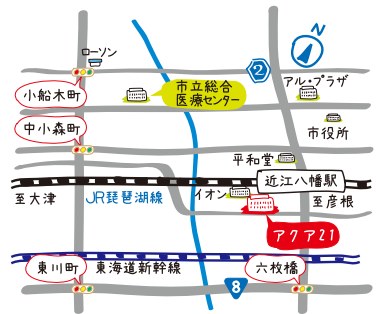 N
ローソン
2
アル・プラザ
小船木町
市立総合
医療センター
中小森町
市役所
平和堂
近江八幡駅
至大津
JR琵琶湖線
イオン
至彦根
アクア21
東川町
東海道新幹線
8
六枚橋